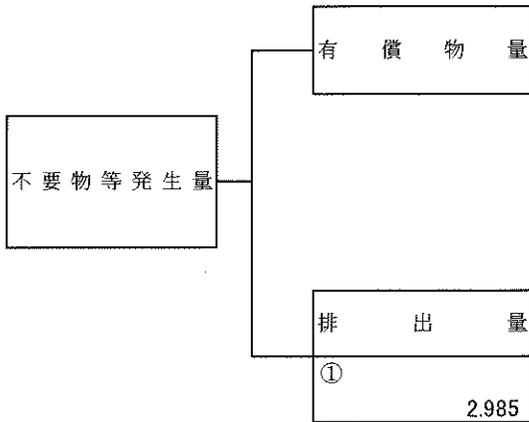 有償物量
不要物等発生量
排出量
①
2.985